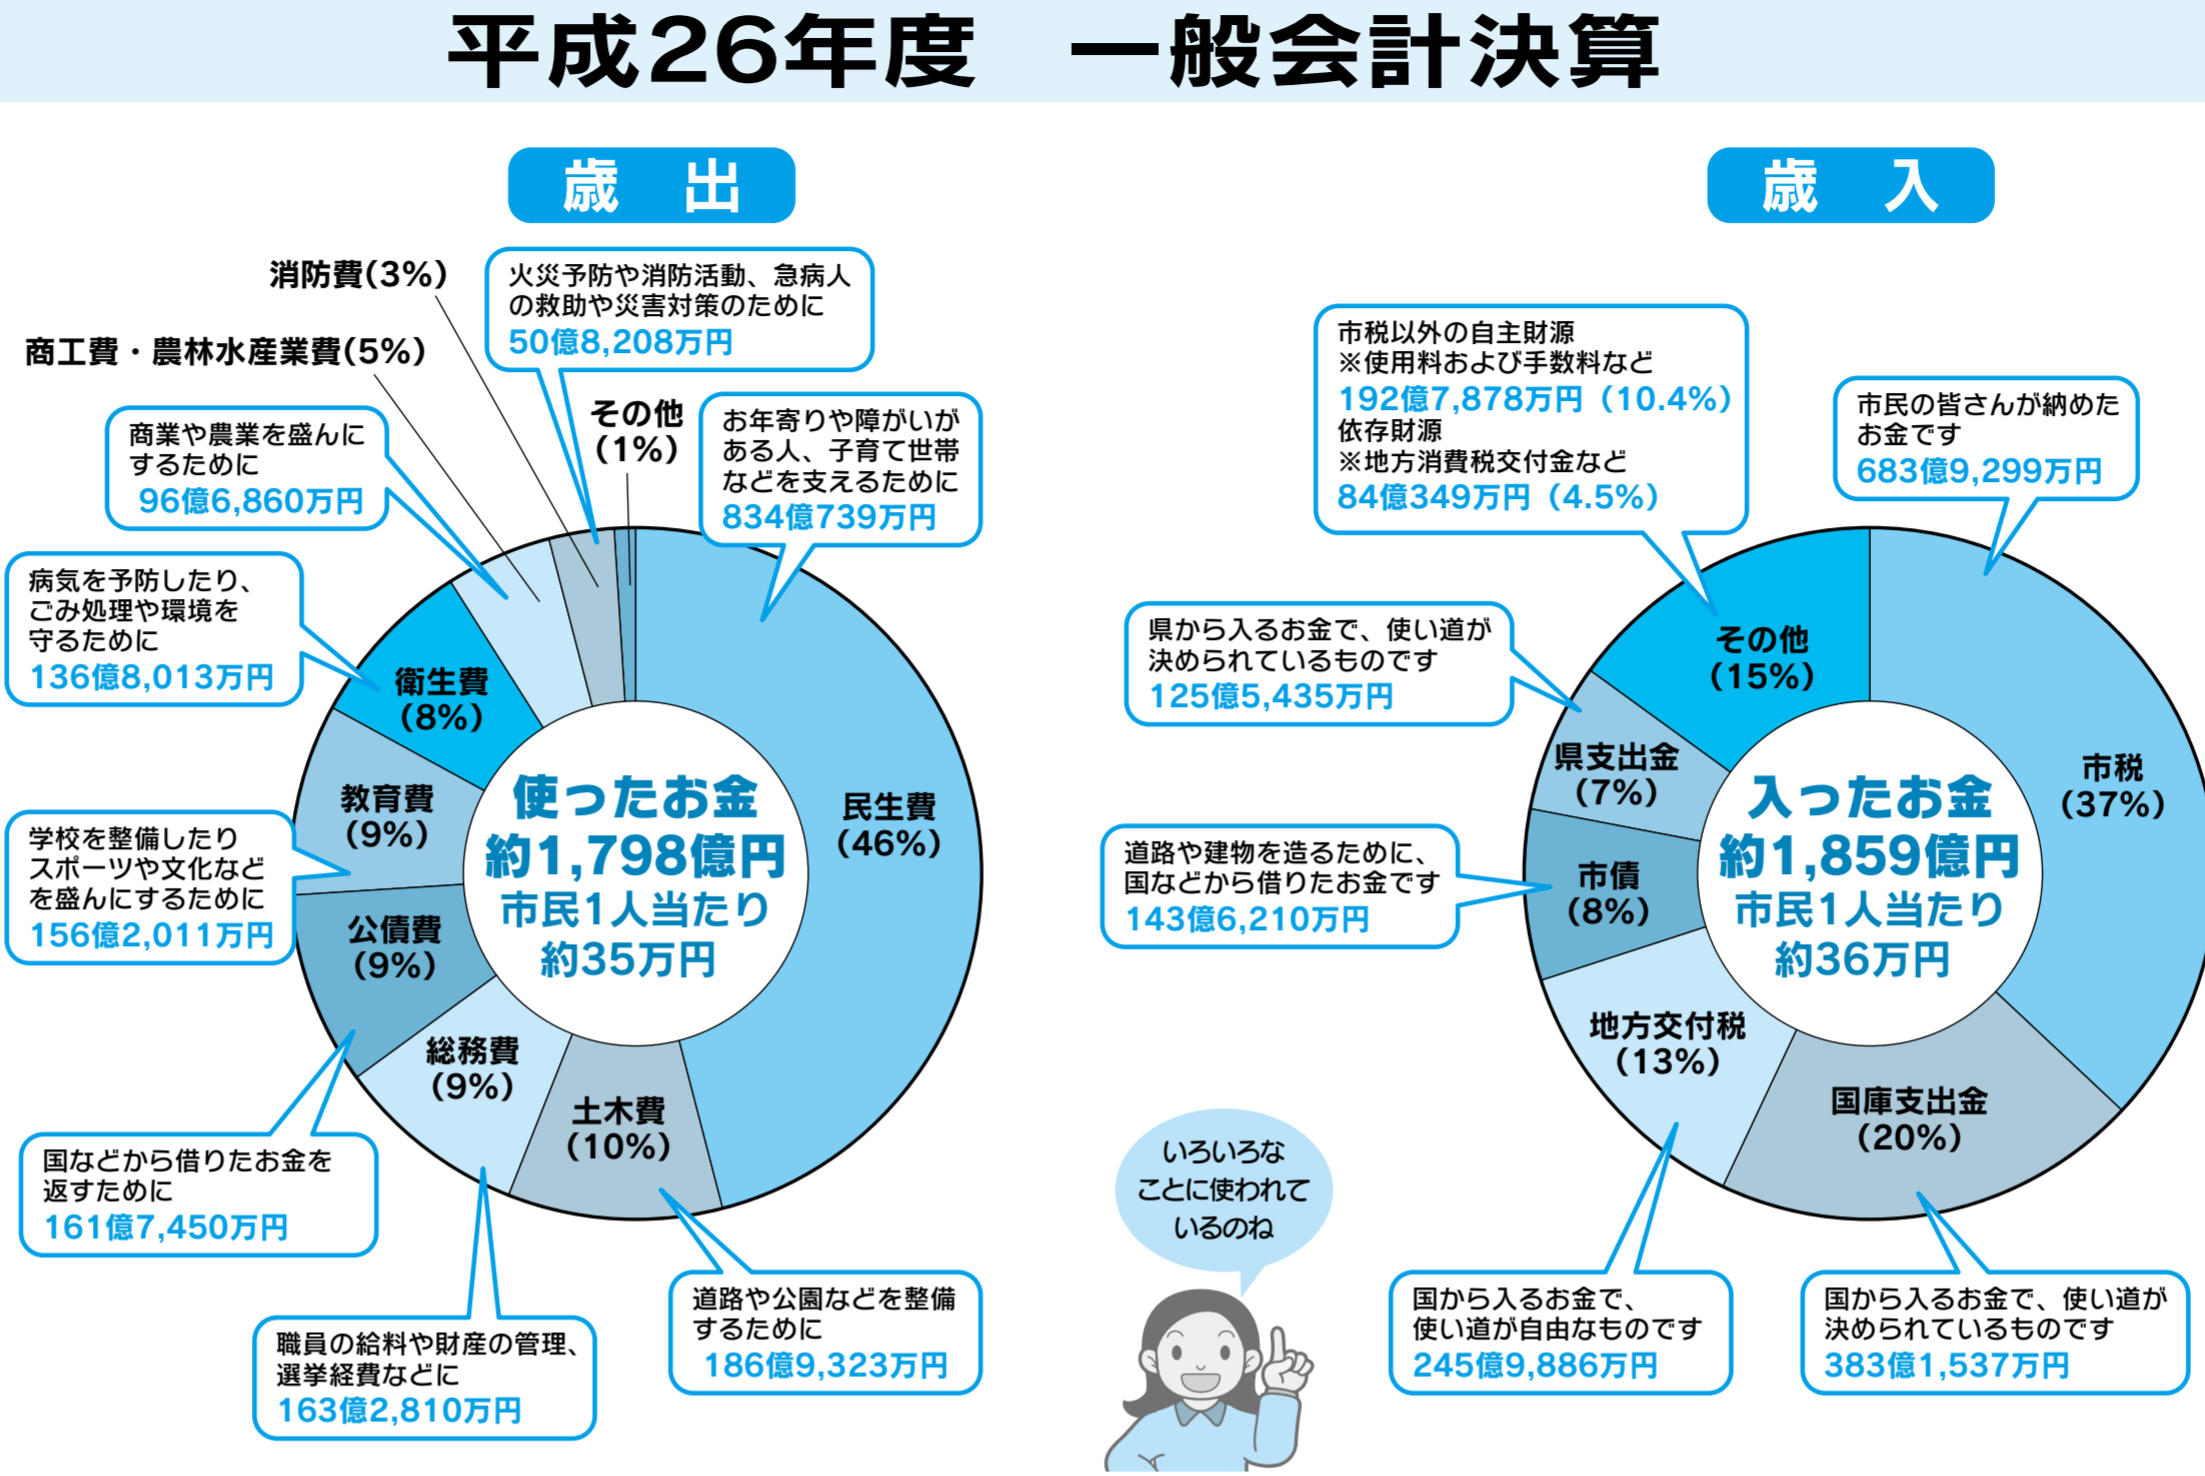 平成26年度 一般会計決算
歳 出
消防費(3%)
火災予防や消防活動、急病人
の救助や災害対策のために
50億8,208万円
商工費・農林水産業費(5%)
商業や農業を盛んに
するために
96億6,860万円
その他
(1%)
お年寄りや障がいが
ある人、子育て世帯
などを支えるために
834億739万円
病気を予防したり、
ごみ処理や環境を
守るために
136億8,013万円
衛生費
(8%)
教育費
(9%)
学校を整備したり
スポーツや文化など
を盛んにするために
156億2,011万円
公債費
(9%)
使ったお金
約1,798億円
市民1人当たり
約35万円
民生費
(46%)
総務費
(9%)
土木費
(10%)
国などから借りたお金を
返すために
161億7,450万円
職員の給料や財産の管理、
選挙経費などに
163億2,810万円
道路や公園などを整備
するために
186億9,323万円
歳 入
市税以外の自主財源
※使用料および手数料など
192億7,878万円(10.4%)
依存財源
※地方消費税交付金など
84億349万円(4.5%)
市民の皆さんが納めた
お金です
683億9,299万円
県から入るお金で、使い道が
決められているものです
125億5,435万円
その他
(15%)
県支出金
(7%)
道路や建物を造るために、
国などから借りたお金です
143億6,210万円
市債
(8%)
入ったお金
約1,859億円
市民1人当たり
約36万円
市税
(37%)
地方交付税
(13%)
国庫支出金
(20%)
いろいろな
ことに使われて
いるのね
国から入るお金で、
使い道が自由なものです
245億9,886万円
国から入るお金で、使い道が
決められているものです
383億1,537万円